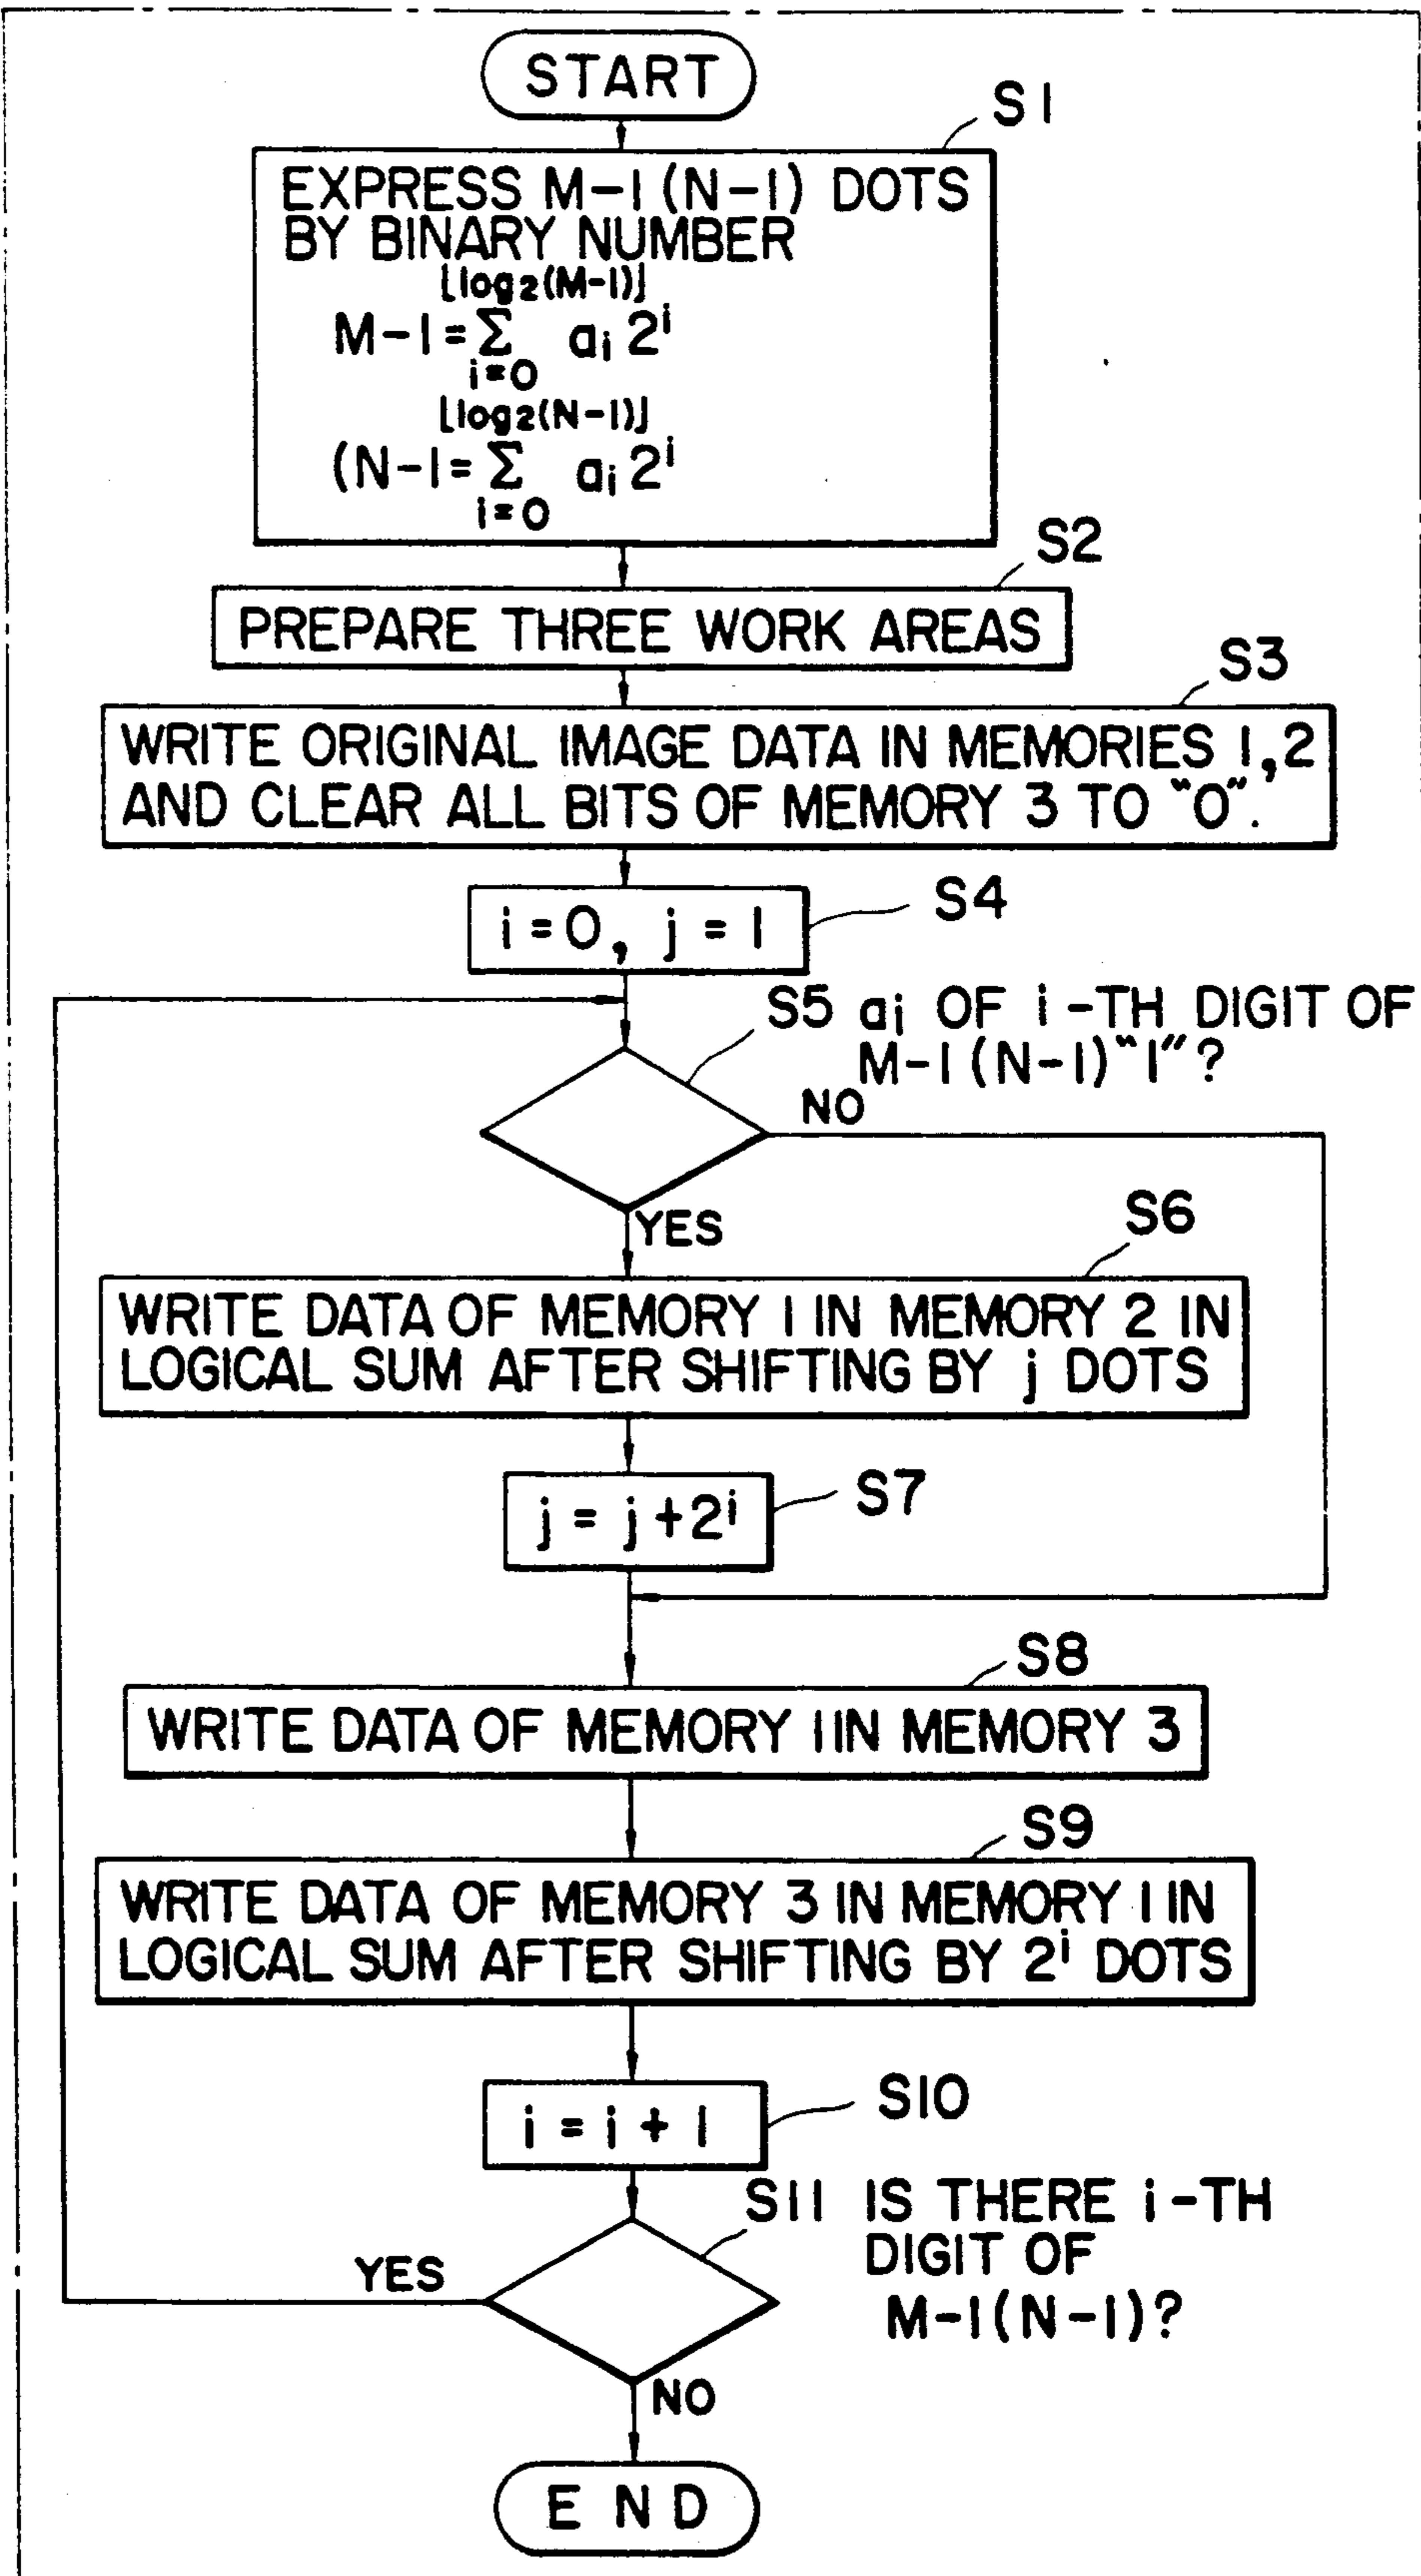 START
S1
EXPRESS M-1(N-1) DOTS
BY BINARY NUMBER
⌊log2(M-1)⌋
M-1=Σ ai 2^i
i=0
⌊log2(N-1)⌋
(N-1=Σ ai 2^i
i=0
S2
PREPARE THREE WORK AREAS
S3
WRITE ORIGINAL IMAGE DATA IN MEMORIES 1,2
AND CLEAR ALL BITS OF MEMORY 3 TO "0".
i=0, j=1
S4
S5 ai OF i-TH DIGIT OF
M-1(N-1)"1"?
NO
YES
S6
WRITE DATA OF MEMORY 1 IN MEMORY 2 IN
LOGICAL SUM AFTER SHIFTING BY j DOTS
j = j+2^i
S7
S8
WRITE DATA OF MEMORY 1 IN MEMORY 3
S9
WRITE DATA OF MEMORY 3 IN MEMORY 1 IN
LOGICAL SUM AFTER SHIFTING BY 2^i DOTS
i = i + 1
S10
S11 IS THERE i-TH
DIGIT OF
M-1(N-1)?
YES
NO
END